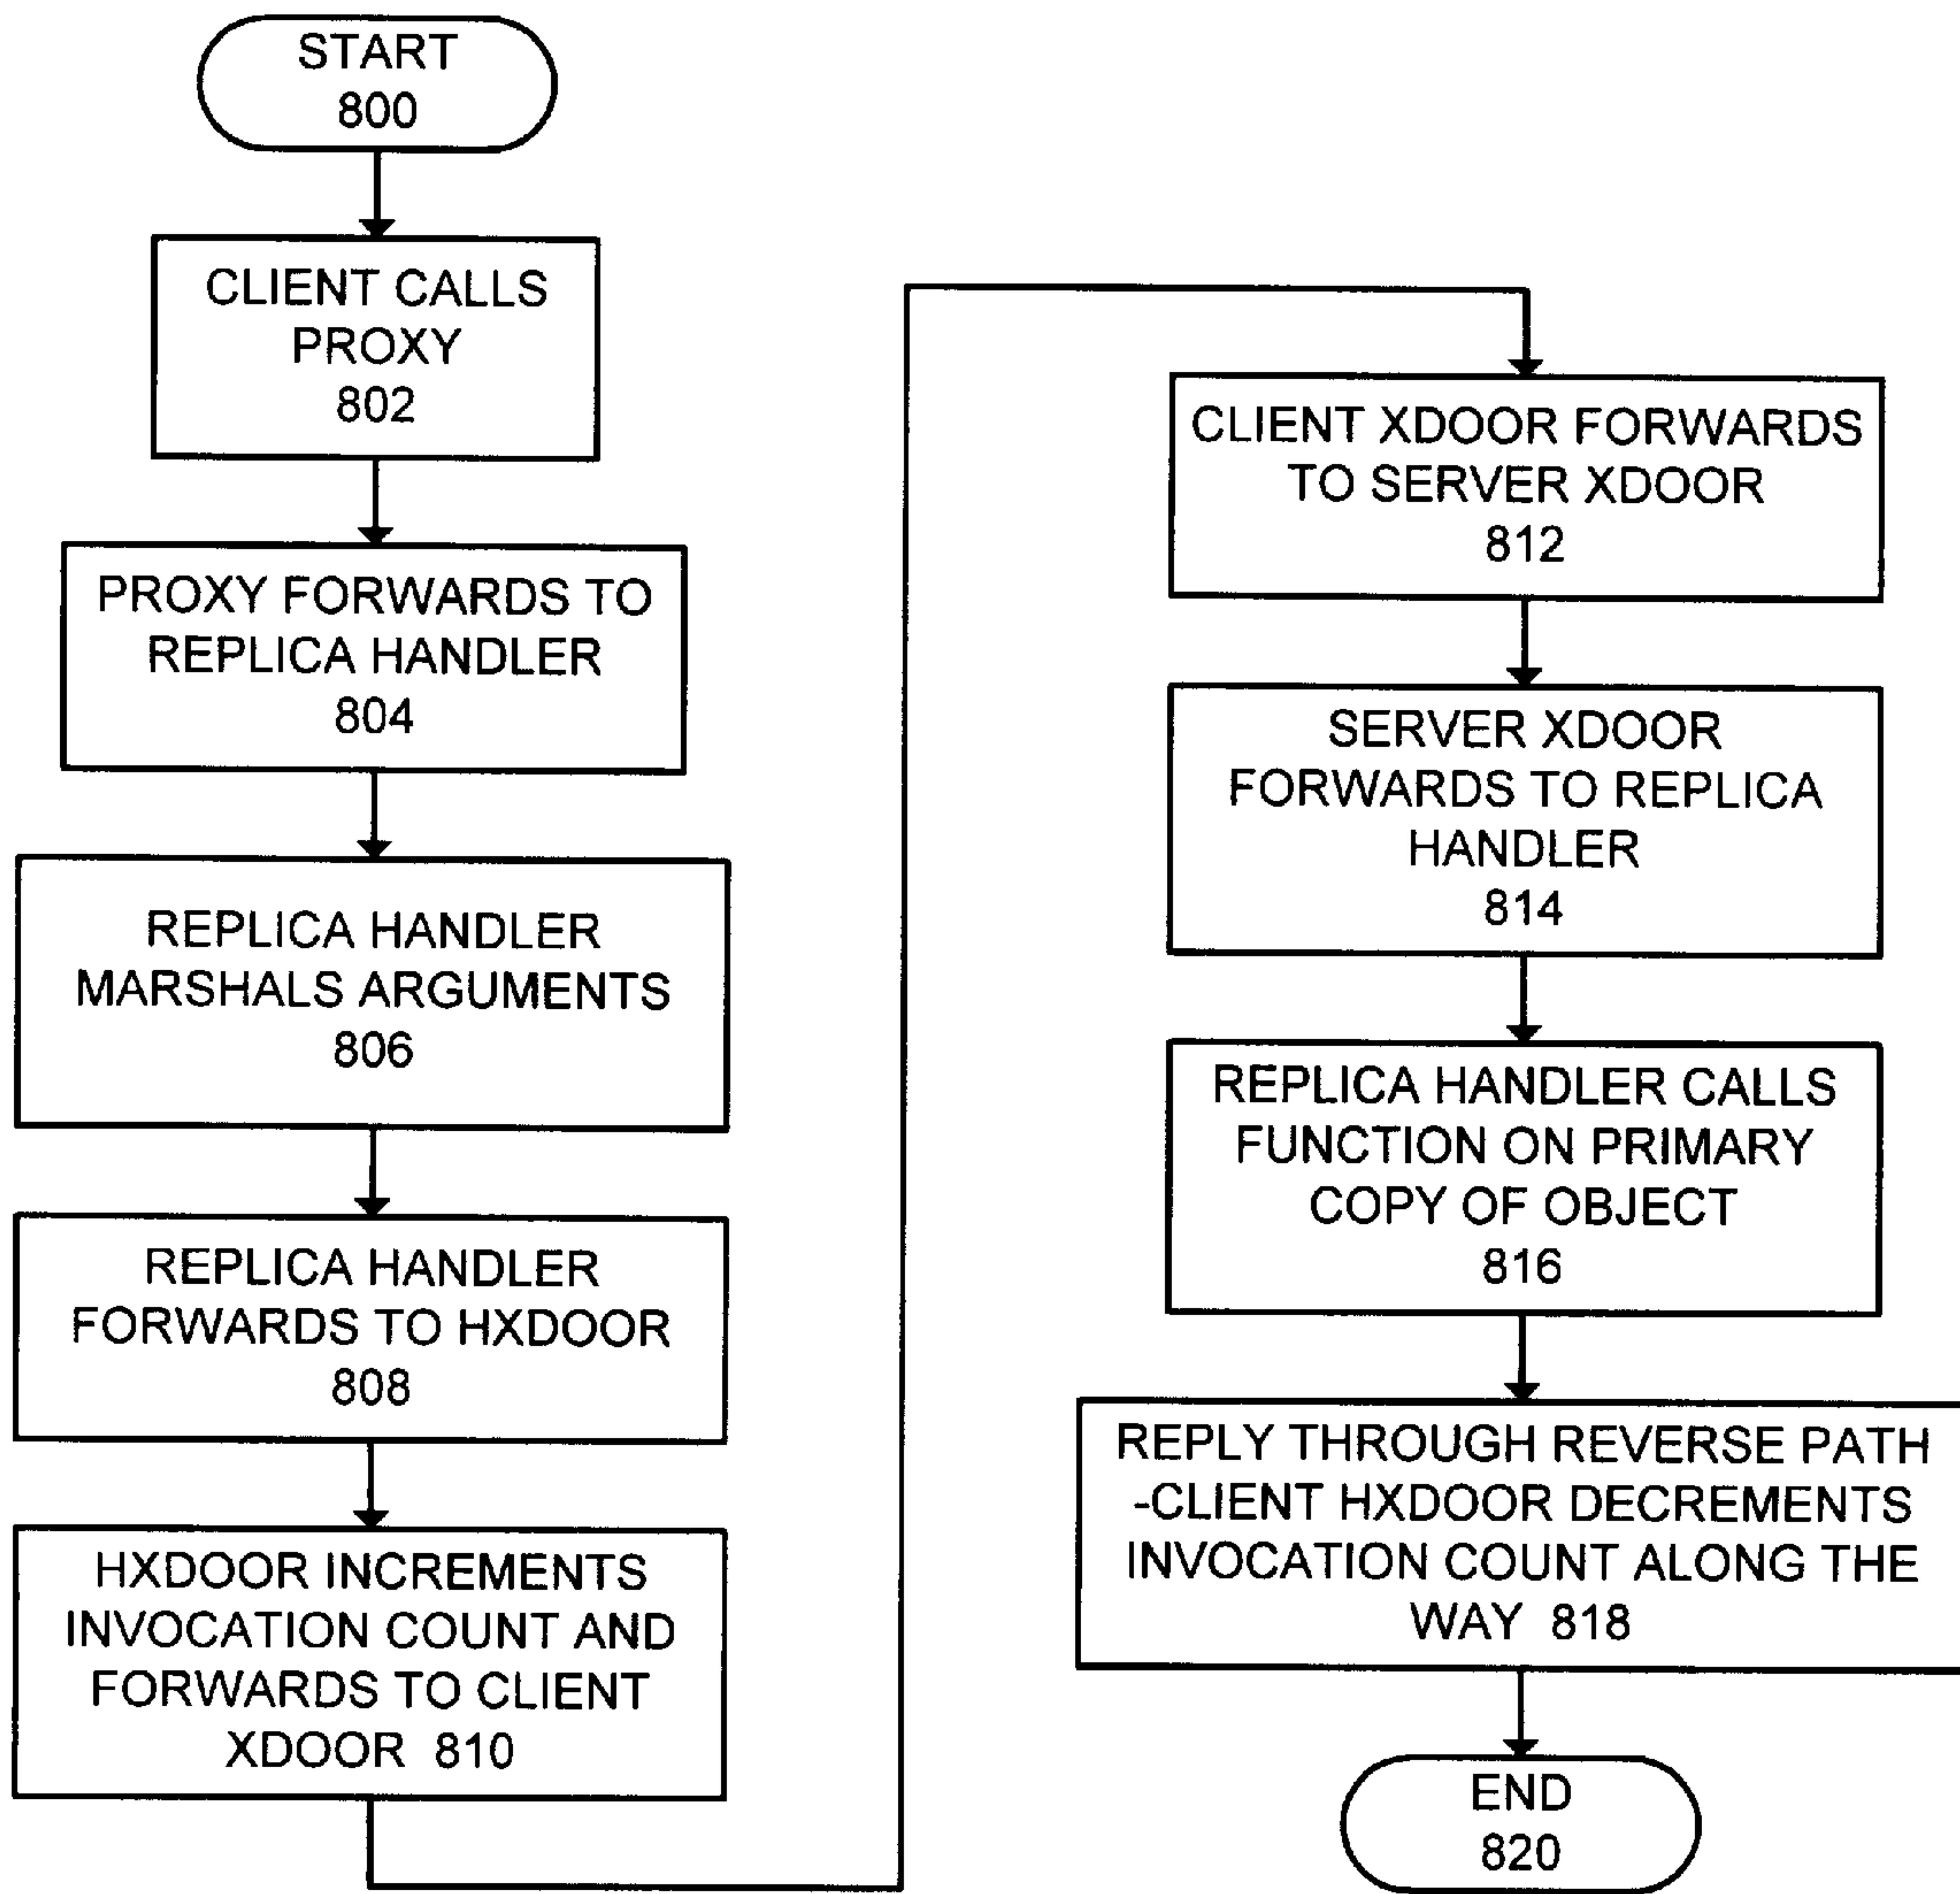 START
800
CLIENT CALLS
PROXY
802
PROXY FORWARDS TO
REPLICA HANDLER
804
REPLICA HANDLER
MARSHALS ARGUMENTS
806
REPLICA HANDLER
FORWARDS TO HXDOOR
808
HXDOOR INCREMENTS
INVOCATION COUNT AND
FORWARDS TO CLIENT
XDOOR 810
CLIENT XDOOR FORWARDS
TO SERVER XDOOR
812
SERVER XDOOR
FORWARDS TO REPLICA
HANDLER
814
REPLICA HANDLER CALLS
FUNCTION ON PRIMARY
COPY OF OBJECT
816
REPLY THROUGH REVERSE PATH
-CLIENT HXDOOR DECREMENTS
INVOCATION COUNT ALONG THE
WAY 818
END
820